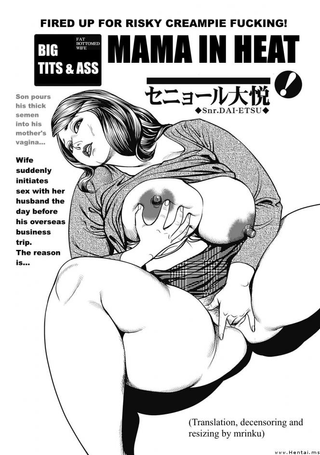 FIRED UP FOR RISKY CREAMPIE FUCKING!
BIG
TITS & ASS
FAT
BOTTOMED
WIFE
MAMA IN HEAT
セニョール大悦
◆Snr.DAI-ETSU◆
Son pours
his thick
semen
into his
mother's
vagina...
Wife
suddenly
initiates
sex with her
husband the
day before
his overseas
business
trip.
The reason
is...
(Translation, decensoring and
resizing by mrinku)
www.Hentai.ms